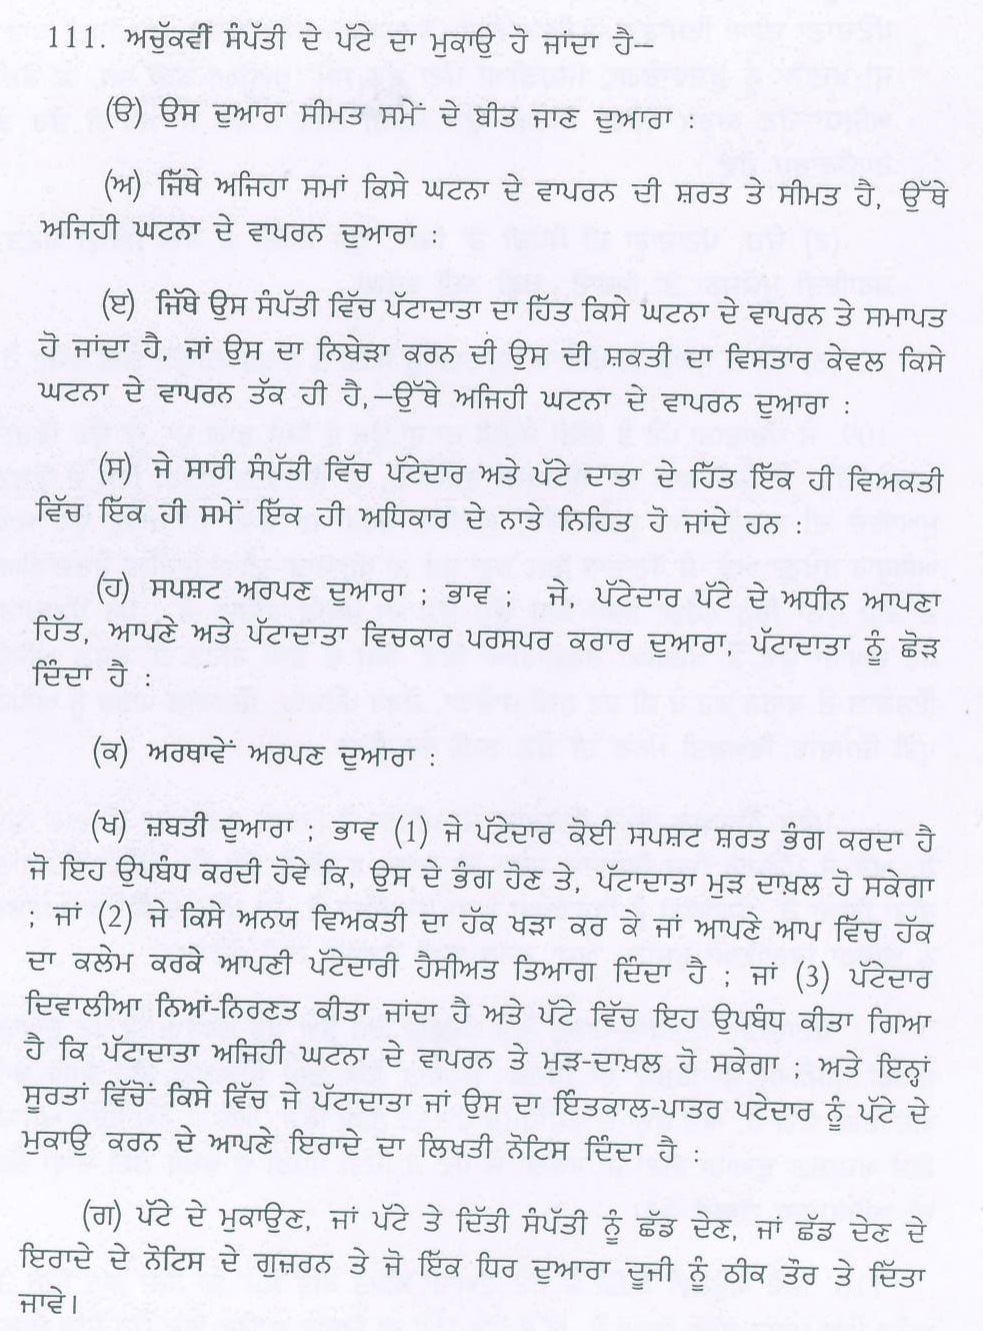 111. ਅਚੁੱਕਵੀਂ ਸੰਪੱਤੀ ਦੇ ਪੱਟੇ ਦਾ ਮੁਕਾਉ ਹੋ ਜਾਂਦਾ ਹੈ–
(ੳ) ਉਸ ਦੁਆਰਾ ਸੀਮਤ ਸਮੇਂ ਦੇ ਬੀਤ ਜਾਣ ਦੁਆਰਾ :
(ਅ) ਜਿੱਥੇ ਅਜਿਹਾ ਸਮਾਂ ਕਿਸੇ ਘਟਨਾ ਦੇ ਵਾਪਰਨ ਦੀ ਸ਼ਰਤ ਤੇ ਸੀਮਤ ਹੈ, ਉੱਥੇ
ਅਜਿਹੀ ਘਟਨਾ ਦੇ ਵਾਪਰਨ ਦੁਆਰਾ :
(ੲ) ਜਿੱਥੇ ਉਸ ਸੰਪੱਤੀ ਵਿੱਚ ਪੱਟਾਦਾਤਾ ਦਾ ਹਿੱਤ ਕਿਸੇ ਘਟਨਾ ਦੇ ਵਾਪਰਨ ਤੇ ਸਮਾਪਤ
ਹੋ ਜਾਂਦਾ ਹੈ, ਜਾਂ ਉਸ ਦਾ ਨਿਬੇੜਾ ਕਰਨ ਦੀ ਉਸ ਦੀ ਸ਼ਕਤੀ ਦਾ ਵਿਸਤਾਰ ਕੇਵਲ ਕਿਸੇ
ਘਟਨਾ ਦੇ ਵਾਪਰਨ ਤੱਕ ਹੀ ਹੈ,–ਉੱਥੇ ਅਜਿਹੀ ਘਟਨਾ ਦੇ ਵਾਪਰਨ ਦੁਆਰਾ :
(ਸ) ਜੇ ਸਾਰੀ ਸੰਪੱਤੀ ਵਿੱਚ ਪੱਟੇਦਾਰ ਅਤੇ ਪੱਟੇ ਦਾਤਾ ਦੇ ਹਿੱਤ ਇੱਕ ਹੀ ਵਿਅਕਤੀ
ਵਿੱਚ ਇੱਕ ਹੀ ਸਮੇਂ ਇੱਕ ਹੀ ਅਧਿਕਾਰ ਦੇ ਨਾਤੇ ਨਿਹਿਤ ਹੋ ਜਾਂਦੇ ਹਨ :
(ਹ) ਸਪਸ਼ਟ ਅਰਪਣ ਦੁਆਰਾ ; ਭਾਵ ; ਜੇ, ਪੱਟੇਦਾਰ ਪੱਟੇ ਦੇ ਅਧੀਨ ਆਪਣਾ
ਹਿੱਤ, ਆਪਣੇ ਅਤੇ ਪੱਟਾਦਾਤਾ ਵਿਚਕਾਰ ਪਰਸਪਰ ਕਰਾਰ ਦੁਆਰਾ, ਪੱਟਾਦਾਤਾ ਨੂੰ ਛੋੜ
ਦਿੰਦਾ ਹੈ :
(ਕ) ਅਰਥਾਵੇਂ ਅਰਪਣ ਦੁਆਰਾ :
(ਖ) ਜ਼ਬਤੀ ਦੁਆਰਾ ; ਭਾਵ (1) ਜੇ ਪੱਟੇਦਾਰ ਕੋਈ ਸਪਸ਼ਟ ਸ਼ਰਤ ਭੰਗ ਕਰਦਾ ਹੈ
ਜੋ ਇਹ ਉਪਬੰਧ ਕਰਦੀ ਹੋਵੇ ਕਿ, ਉਸ ਦੇ ਭੰਗ ਹੋਣ ਤੇ, ਪੱਟਾਦਾਤਾ ਮੁੜ ਦਾਖ਼ਲ ਹੋ ਸਕੇਗਾ
; ਜਾਂ (2) ਜੇ ਕਿਸੇ ਅਨਯ ਵਿਅਕਤੀ ਦਾ ਹੱਕ ਖੜਾ ਕਰ ਕੇ ਜਾਂ ਆਪਣੇ ਆਪ ਵਿੱਚ ਹੱਕ
ਦਾ ਕਲੇਮ ਕਰਕੇ ਆਪਣੀ ਪੱਟੇਦਾਰੀ ਹੈਸੀਅਤ ਤਿਆਗ ਦਿੰਦਾ ਹੈ ; ਜਾਂ (3) ਪੱਟੇਦਾਰ
ਦਿਵਾਲੀਆ ਨਿਆਂ-ਨਿਰਣਤ ਕੀਤਾ ਜਾਂਦਾ ਹੈ ਅਤੇ ਪੱਟੇ ਵਿੱਚ ਇਹ ਉਪਬੰਧ ਕੀਤਾ ਗਿਆ
ਹੈ ਕਿ ਪੱਟਾਦਾਤਾ ਅਜਿਹੀ ਘਟਨਾ ਦੇ ਵਾਪਰਨ ਤੇ ਮੁੜ-ਦਾਖ਼ਲ ਹੋ ਸਕੇਗਾ ; ਅਤੇ ਇਨ੍ਹਾਂ
ਸੂਰਤਾਂ ਵਿੱਚੋਂ ਕਿਸੇ ਵਿੱਚ ਜੇ ਪੱਟਾਦਾਤਾ ਜਾਂ ਉਸ ਦਾ ਇੰਤਕਾਲ-ਪਾਤਰ ਪਟੇਦਾਰ ਨੂੰ ਪੱਟੇ ਦੇ
ਮੁਕਾਉ ਕਰਨ ਦੇ ਆਪਣੇ ਇਰਾਦੇ ਦਾ ਲਿਖਤੀ ਨੋਟਿਸ ਦਿੰਦਾ ਹੈ :
(ਗ) ਪੱਟੇ ਦੇ ਮੁਕਾਉਣ, ਜਾਂ ਪੱਟੇ ਤੇ ਦਿੱਤੀ ਸੰਪੱਤੀ ਨੂੰ ਛੱਡ ਦੇਣ, ਜਾਂ ਛੱਡ ਦੇਣ ਦੇ
ਇਰਾਦੇ ਦੇ ਨੋਟਿਸ ਦੇ ਗੁਜ਼ਰਨ ਤੇ ਜੋ ਇੱਕ ਧਿਰ ਦੁਆਰਾ ਦੂਜੀ ਨੂੰ ਠੀਕ ਤੌਰ ਤੇ ਦਿੱਤਾ
ਜਾਵੇ।